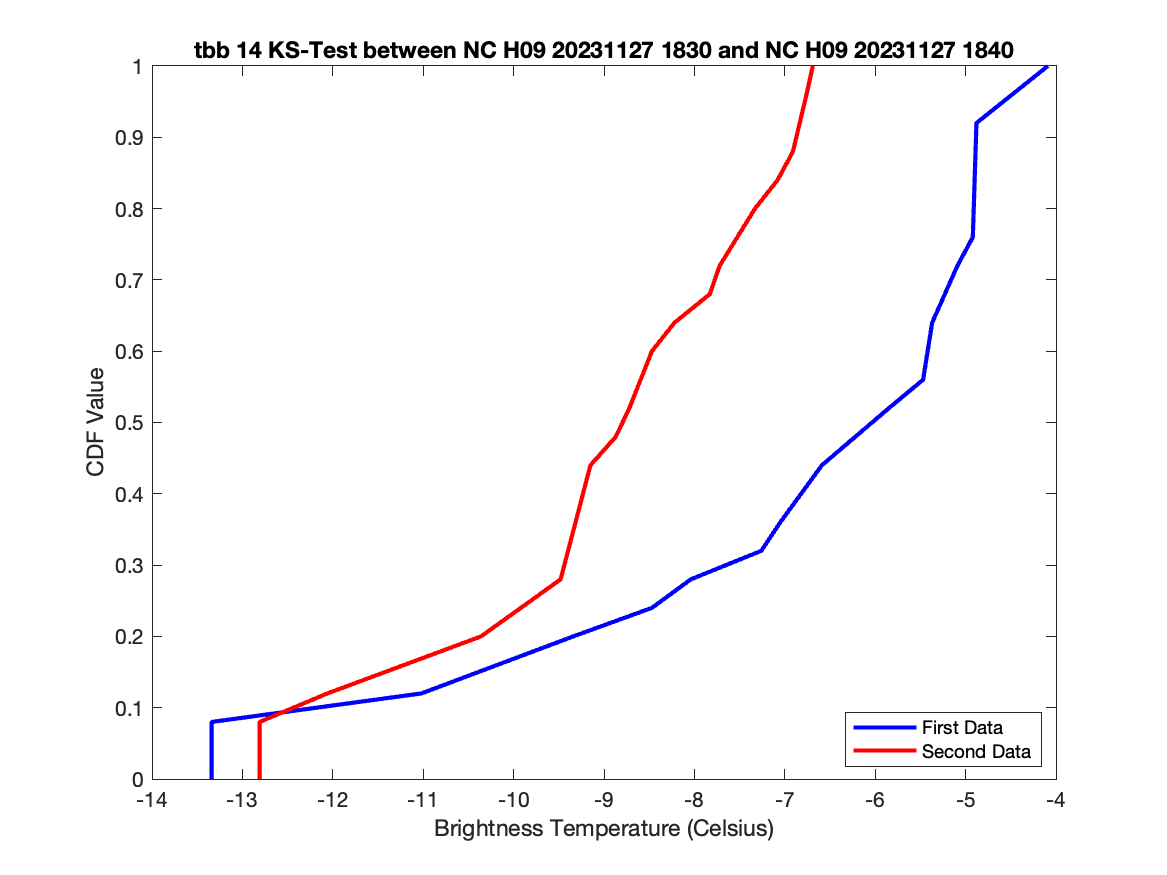 tbb 14 KS-Test between NC H09 20231127 1830 and NC H09 20231127 1840
1
0.9
0.8
0.7
0.6
0.5
0.4
0.3
0.2
0.1
0
CDF Value
First Data
Second Data
-14 -13 -12 -11 -10 -9 -8 -7 -6 -5 -4
Brightness Temperature (Celsius)